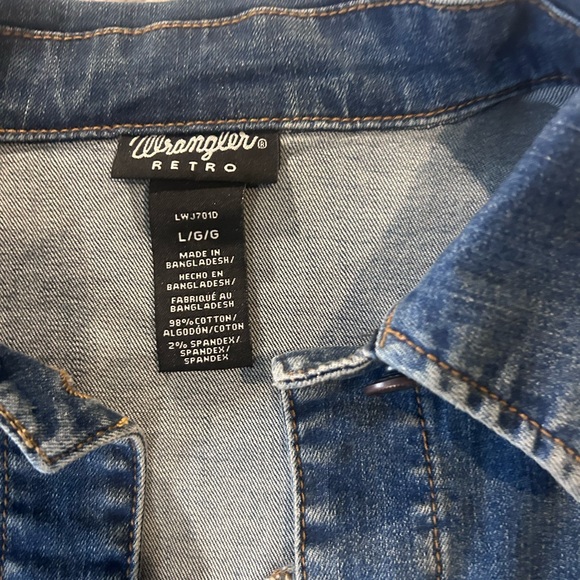 Wrangler®
RETRO
LWJ701D
L/G/G
MADE IN
BANGLADESH/
HECHO EN
BANGLADESH/
FABRIQUÉ AU
BANGLADESH
98% COTTON/
ALGODÓN/COTON
2% SPANDEX/
SPANDEX/
SPANDEX